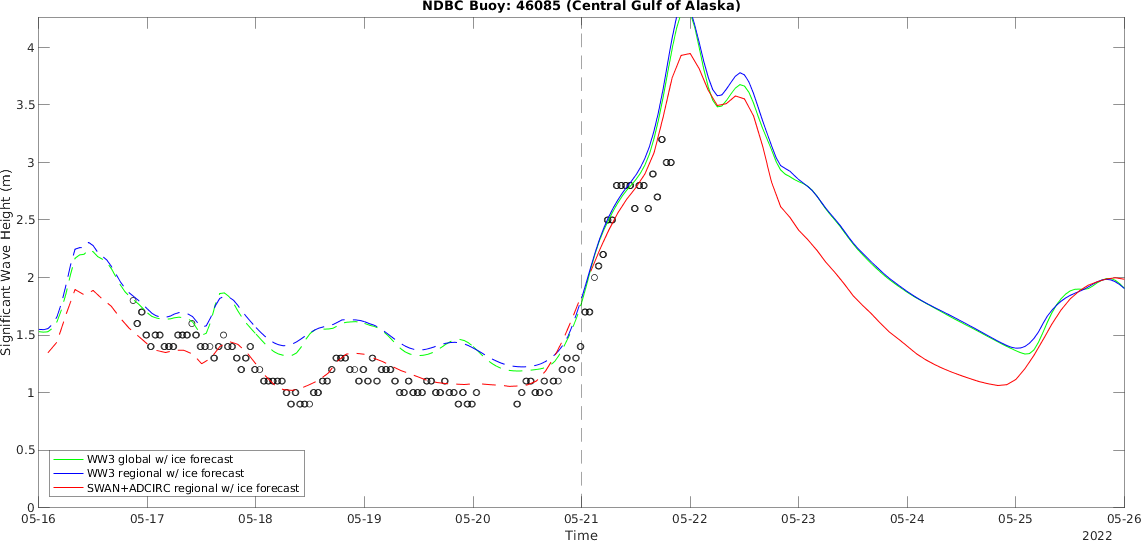 NDBC Buoy: 46085 (Central Gulf of Alaska)
Significant Wave Height (m)
4
3.5
3
2.5
2
1.5
1
0.5
0
WW3 global w/ ice forecast
WW3 regional w/ ice forecast
SWAN+ADCIRC regional w/ ice forecast
05-16 05-17 05-18 05-19 05-20 05-21 05-22 05-23 05-24 05-25 05-26
Time
2022